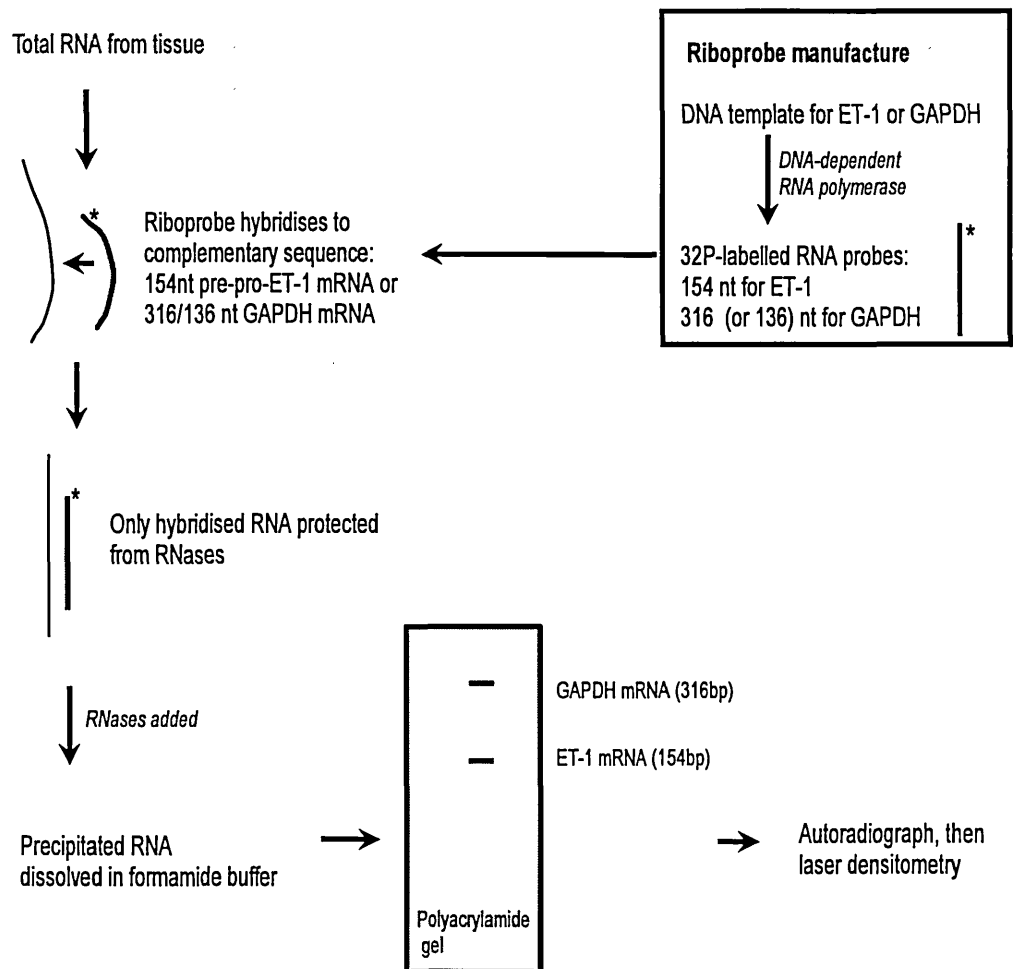 Total RNA from tissue
Riboprobe manufacture
DNA template for ET-1 or GAPDH
DNA-dependent
RNA polymerase
*
32P-labelled RNA probes:
154 nt for ET-1
316 (or 136) nt for GAPDH
*
Riboprobe hybridises to
complementary sequence:
154nt pre-pro-ET-1 mRNA or
316/136 nt GAPDH mRNA
*
Only hybridised RNA protected
from RNases
RNases added
Precipitated RNA
dissolved in formamide buffer
GAPDH mRNA (316bp)
ET-1 mRNA (154bp)
Polyacrylamide
gel
Autoradiograph, then
laser densitometry